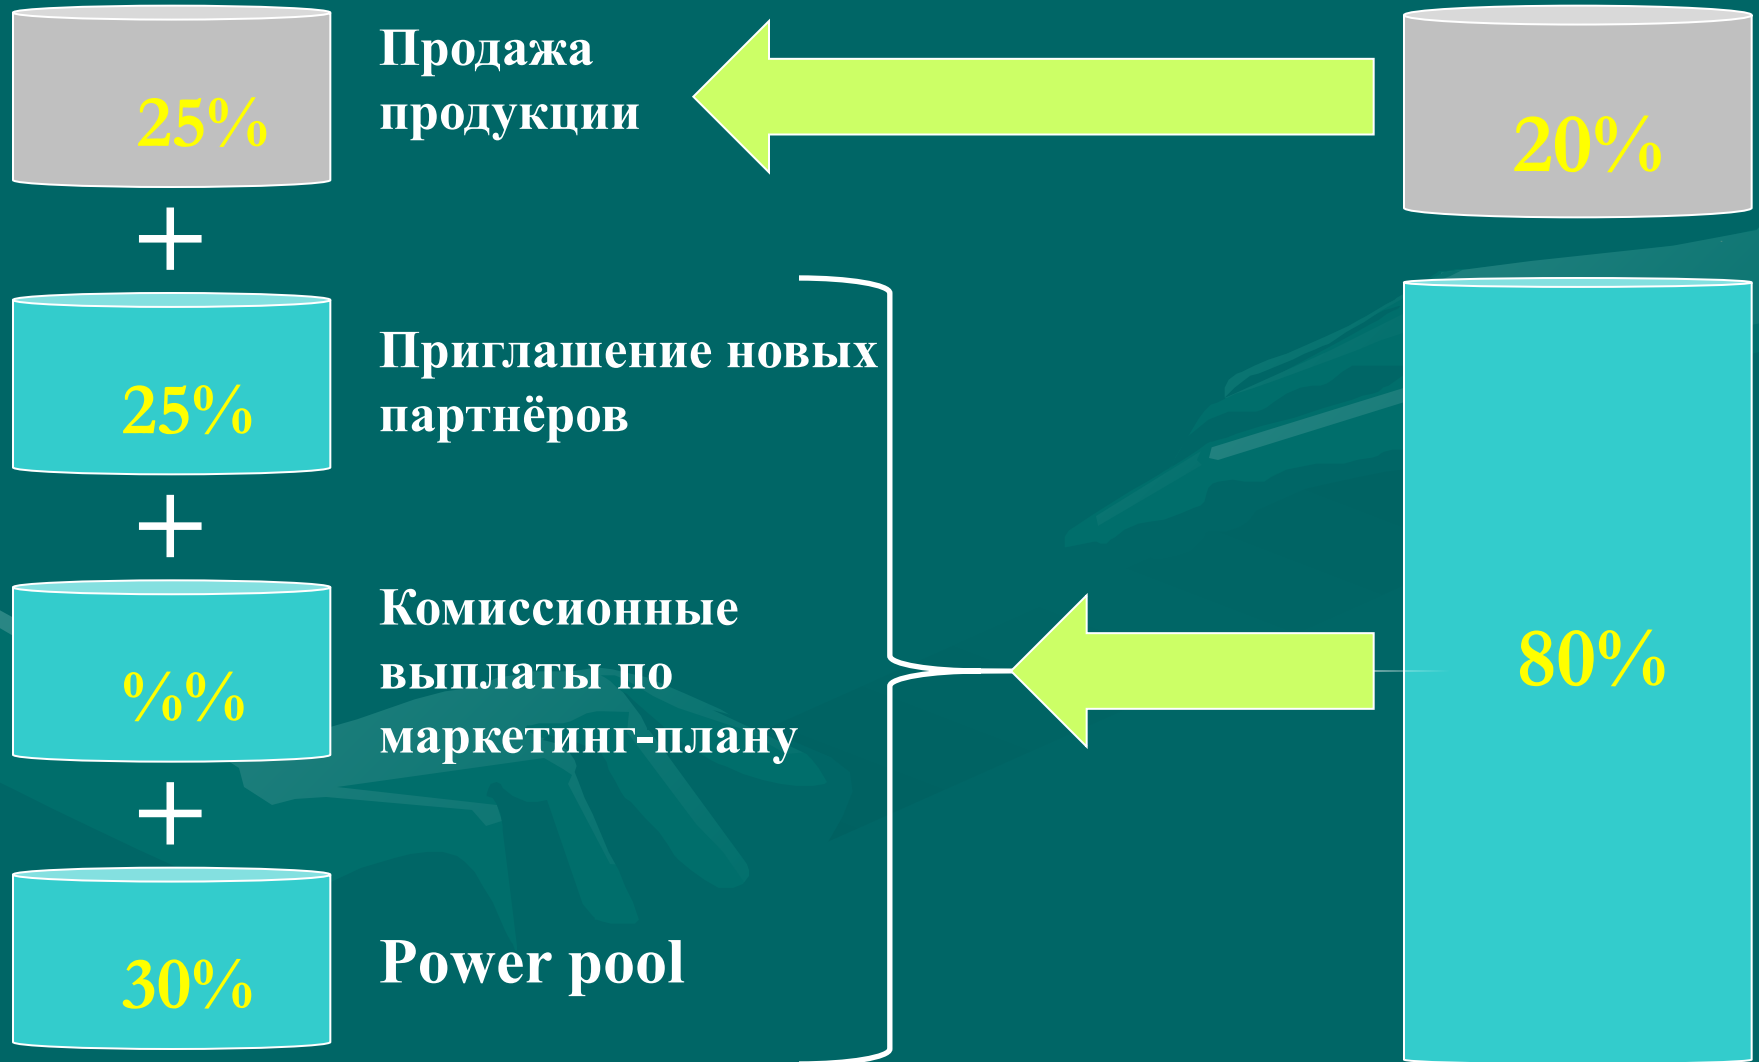 25%
Продажа
продукции
20%
+
25%
Приглашение новых
партнёров
+
%%
Комиссионные
выплаты по
маркетинг-плану
80%
+
30%
Power pool